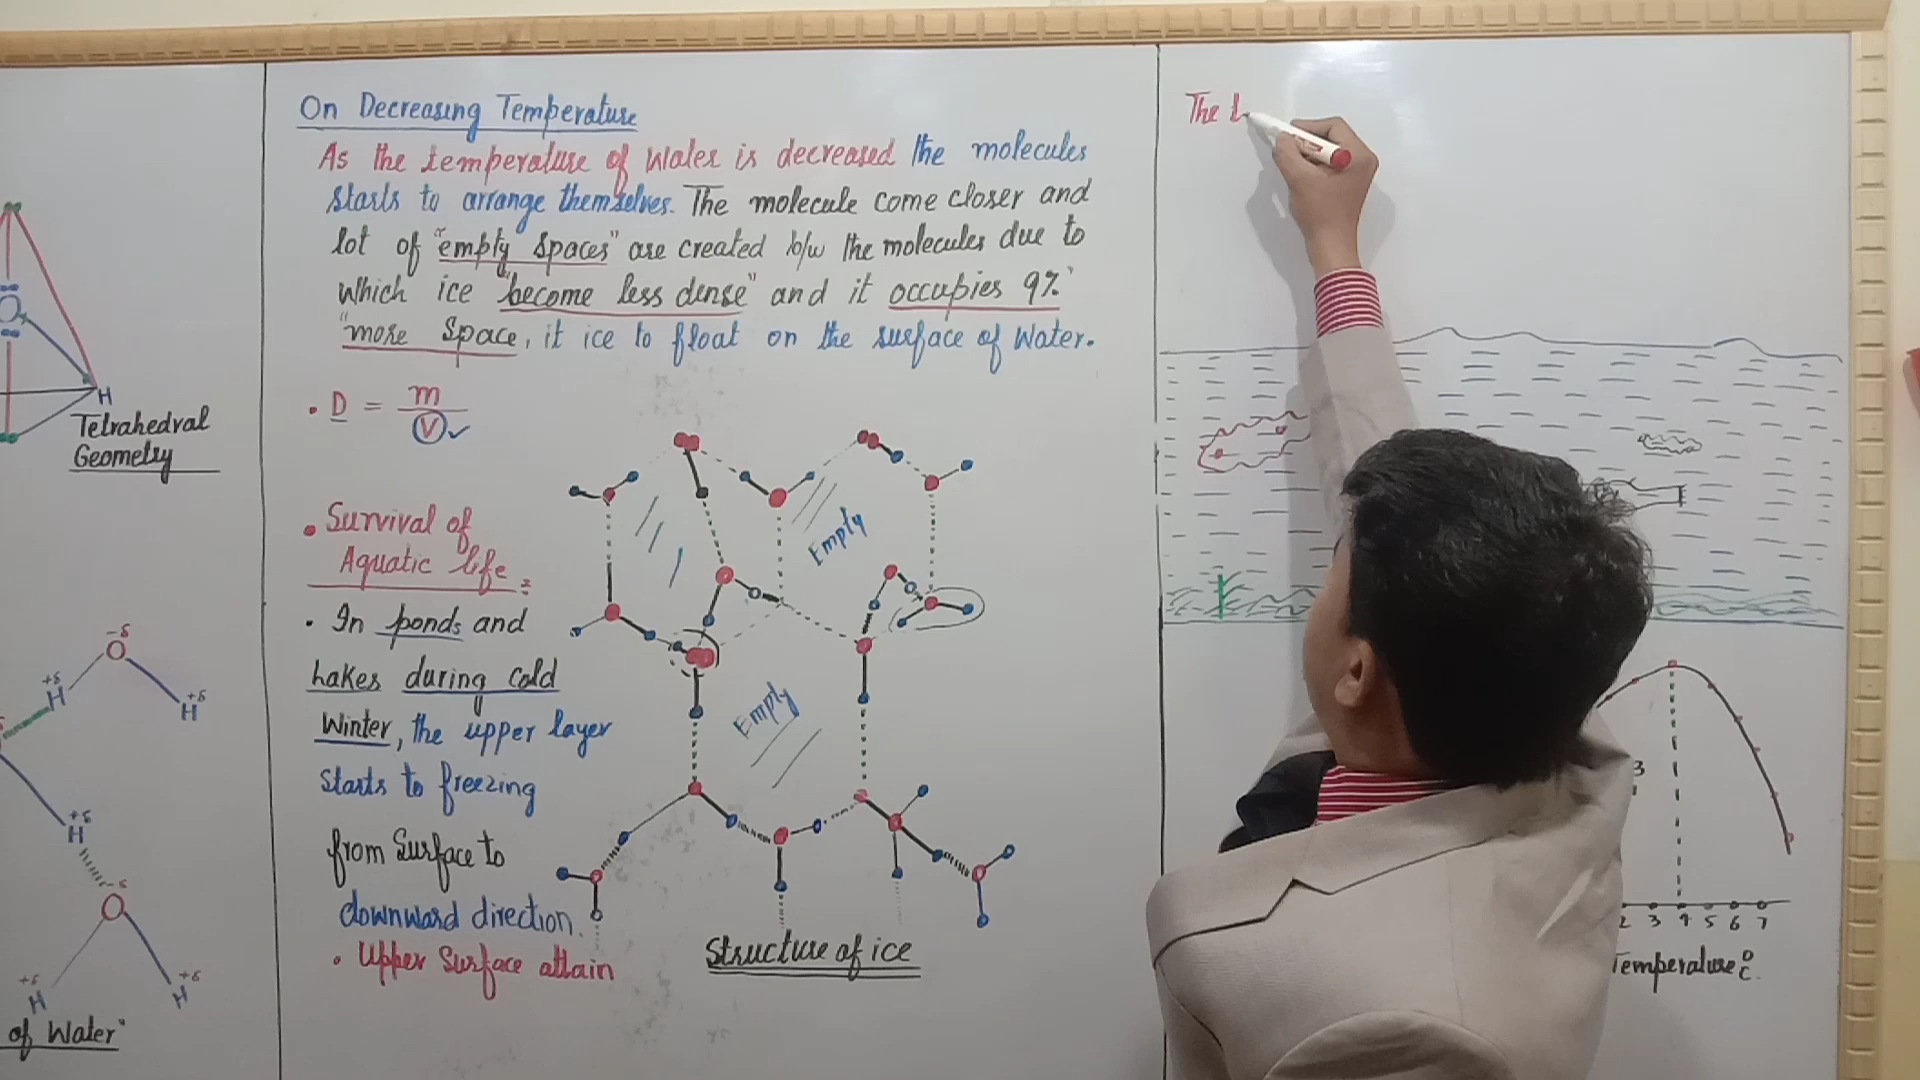 On Decreasing Temperature
As the temperature of Water is decreased the molecules
starts to arrange themselves. The molecule come closer and
lot of "empty spaces" are created b/w the molecules due to
Which ice "become less dense" and it occupies 9%"
"more Space, it ice to float on the surface of Water.
• D = m
V
• Survival of
Aquatic life :
• In ponds and
Lakes during Cold
Winter, the upper layer
Starts to freezing
from Surface to
downward direction.
• Upper Surface attain
Empty
Empty
Structure of ice
O
H
Tetrahedral
Geometry
-δ
O
+δ
H
+δ
H
+δ
H
-δ
O
+δ
H
+δ
H
of Water"
The
3
2 3 4 5 6 7
Temperature °C.